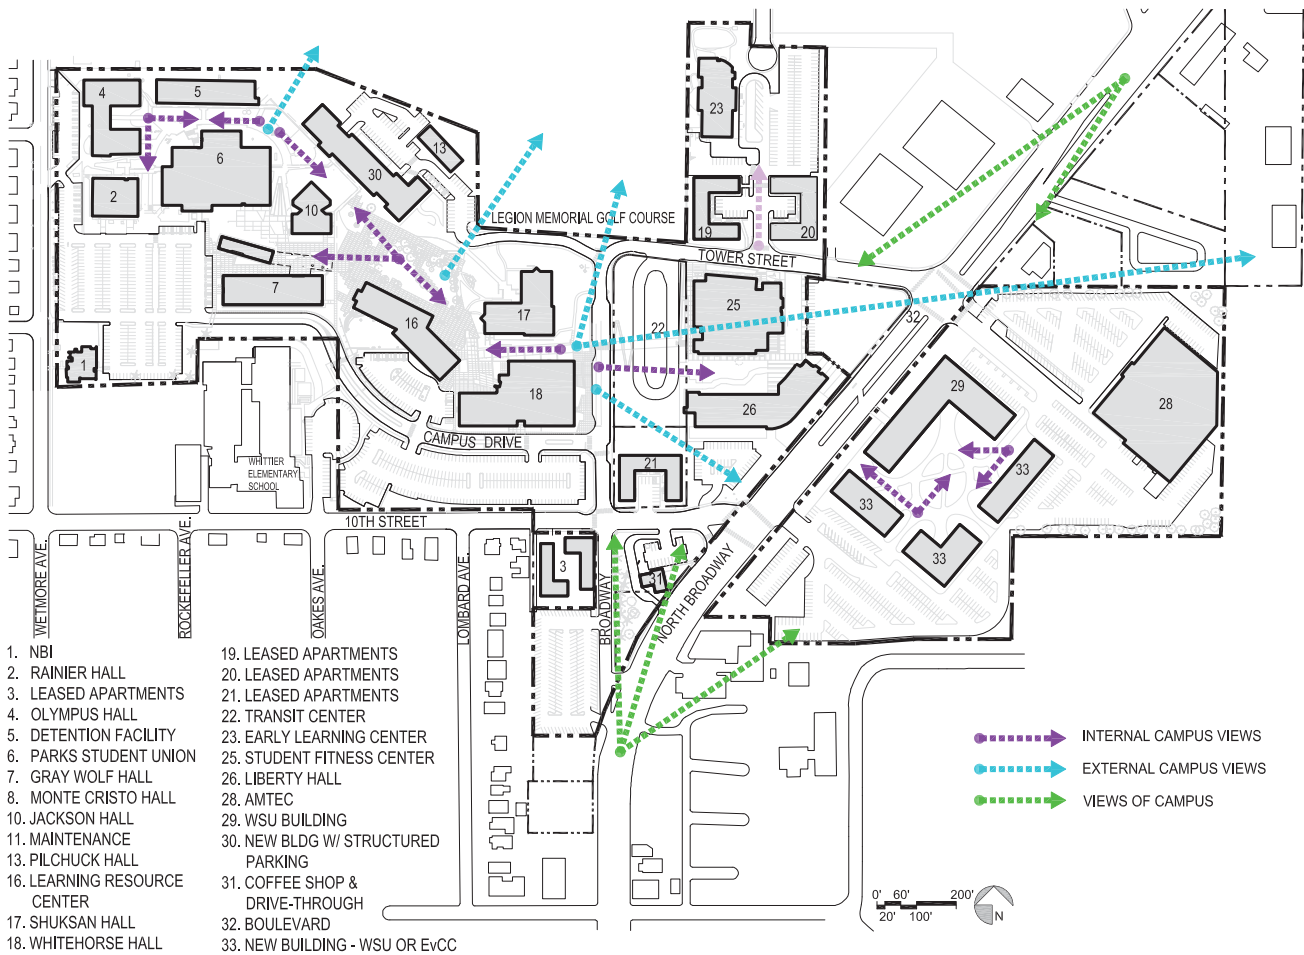 4
5
6
2
10
30
13
23
19
20
LEGION MEMORIAL GOLF COURSE
TOWER STREET
7
16
17
18
1
22
25
26
32
29
28
33
33
33
21
CAMPUS DRIVE
WHITTIER
ELEMENTARY
SCHOOL
10TH STREET
3
31
WETMORE AVE.
ROCKEFELLER AVE.
OAKES AVE.
LOMBARD AVE.
BROADWAY
NORTH BROADWAY
1. NBI
2. RAINIER HALL
3. LEASED APARTMENTS
4. OLYMPUS HALL
5. DETENTION FACILITY
6. PARKS STUDENT UNION
7. GRAY WOLF HALL
8. MONTE CRISTO HALL
10. JACKSON HALL
11. MAINTENANCE
13. PILCHUCK HALL
16. LEARNING RESOURCE
CENTER
17. SHUKSAN HALL
18. WHITEHORSE HALL
19. LEASED APARTMENTS
20. LEASED APARTMENTS
21. LEASED APARTMENTS
22. TRANSIT CENTER
23. EARLY LEARNING CENTER
25. STUDENT FITNESS CENTER
26. LIBERTY HALL
28. AMTEC
29. WSU BUILDING
30. NEW BLDG W/ STRUCTURED
PARKING
31. COFFEE SHOP &
DRIVE-THROUGH
32. BOULEVARD
33. NEW BUILDING - WSU OR EvCC
INTERNAL CAMPUS VIEWS
EXTERNAL CAMPUS VIEWS
VIEWS OF CAMPUS
0' 60' 200'
20' 100'
N